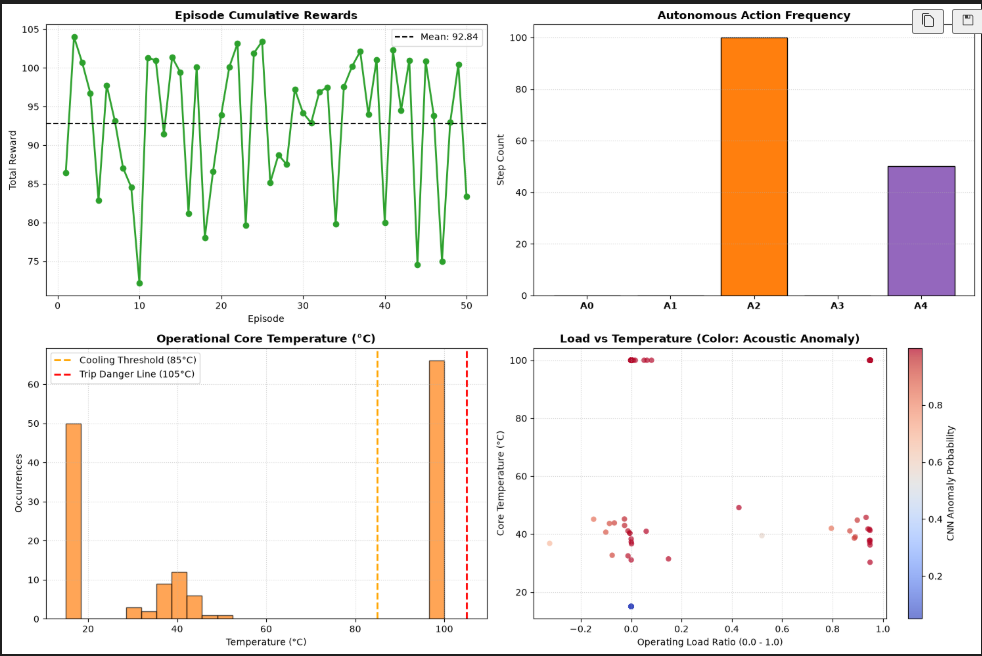 Episode Cumulative Rewards
Total Reward
105
100
95
90
85
80
75
Mean: 92.84
0
10
20
30
40
50
Episode
Autonomous Action Frequency
Step Count
100
80
60
40
20
0
A0
A1
A2
A3
A4
Operational Core Temperature (°C)
Occurrences
60
50
40
30
20
10
0
Cooling Threshold (85°C)
Trip Danger Line (105°C)
20
40
60
80
100
Temperature (°C)
Load vs Temperature (Color: Acoustic Anomaly)
Core Temperature (°C)
100
80
60
40
20
−0.2
0.0
0.2
0.4
0.6
0.8
1.0
Operating Load Ratio (0.0 - 1.0)
0.8
0.6
0.4
0.2
CNN Anomaly Probability